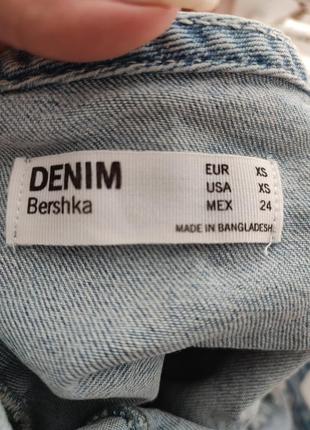 DENIM
Bershka
EUR XS
USA XS
MEX 24
MADE IN BANGLADESH